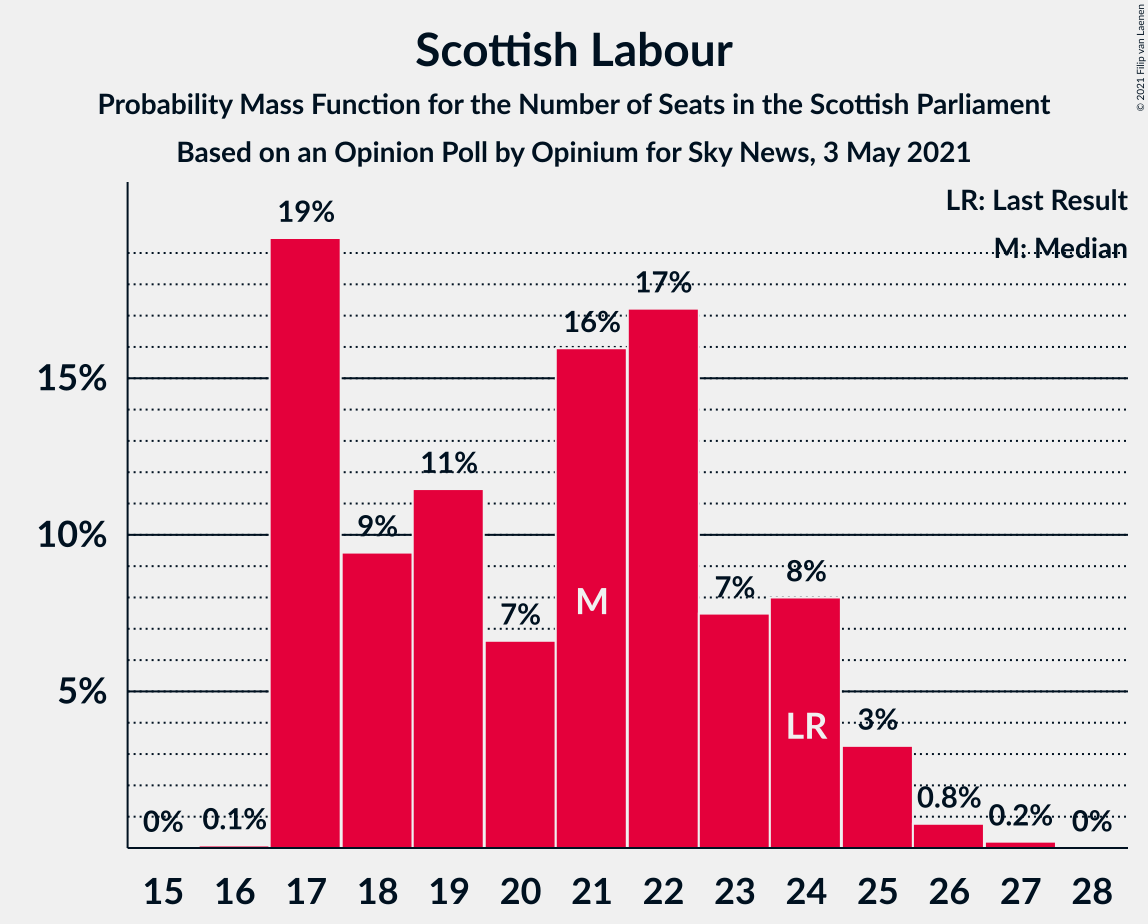 Scottish Labour
Probability Mass Function for the Number of Seats in the Scottish Parliament
Based on an Opinion Poll by Opinium for Sky News, 3 May 2021
© 2021 Filip van Laenen
LR: Last Result
M: Median
19%
17%
16%
15%
11%
10%
9%
8%
7%
7%
M
5%
LR
3%
0.8%
0% 0.1% 0.2% 0%
15 16 17 18 19 20 21 22 23 24 25 26 27 28